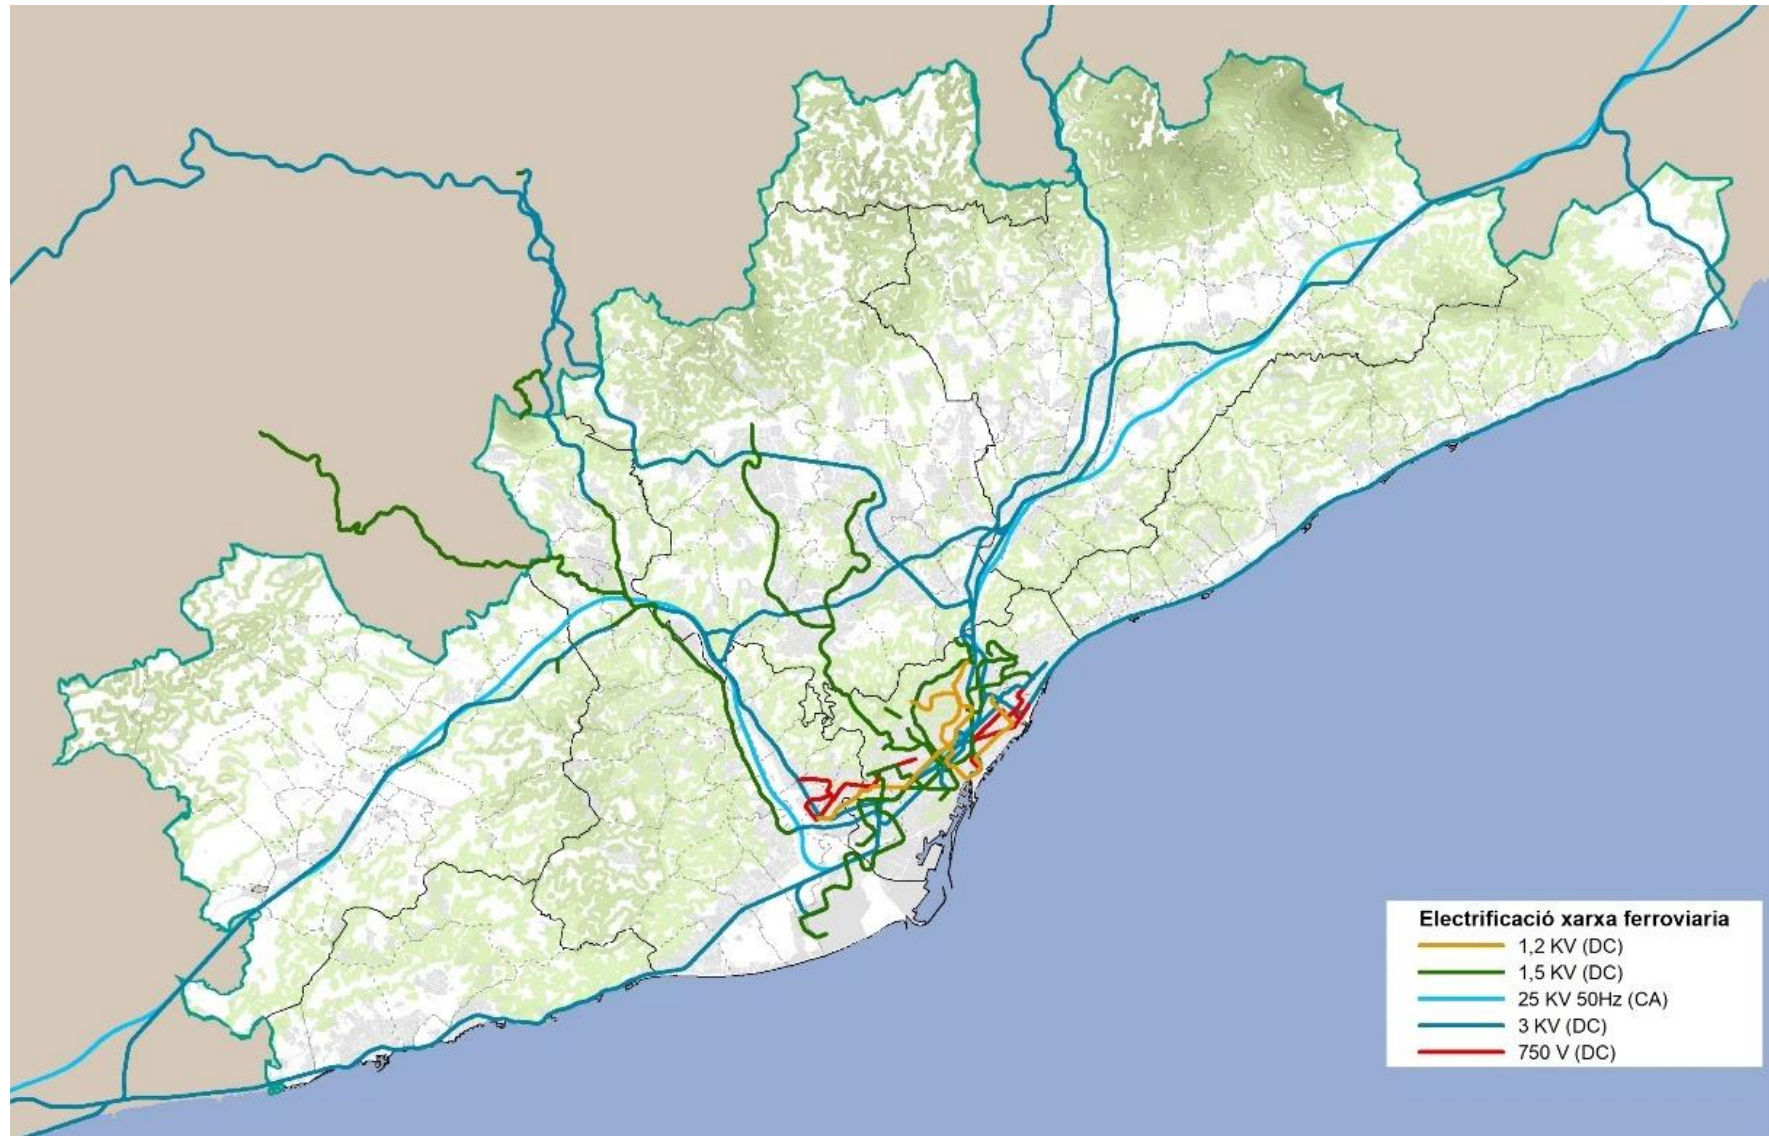 Electrificació xarxa ferroviaria
1,2 KV (DC)
1,5 KV (DC)
25 KV 50Hz (CA)
3 KV (DC)
750 V (DC)